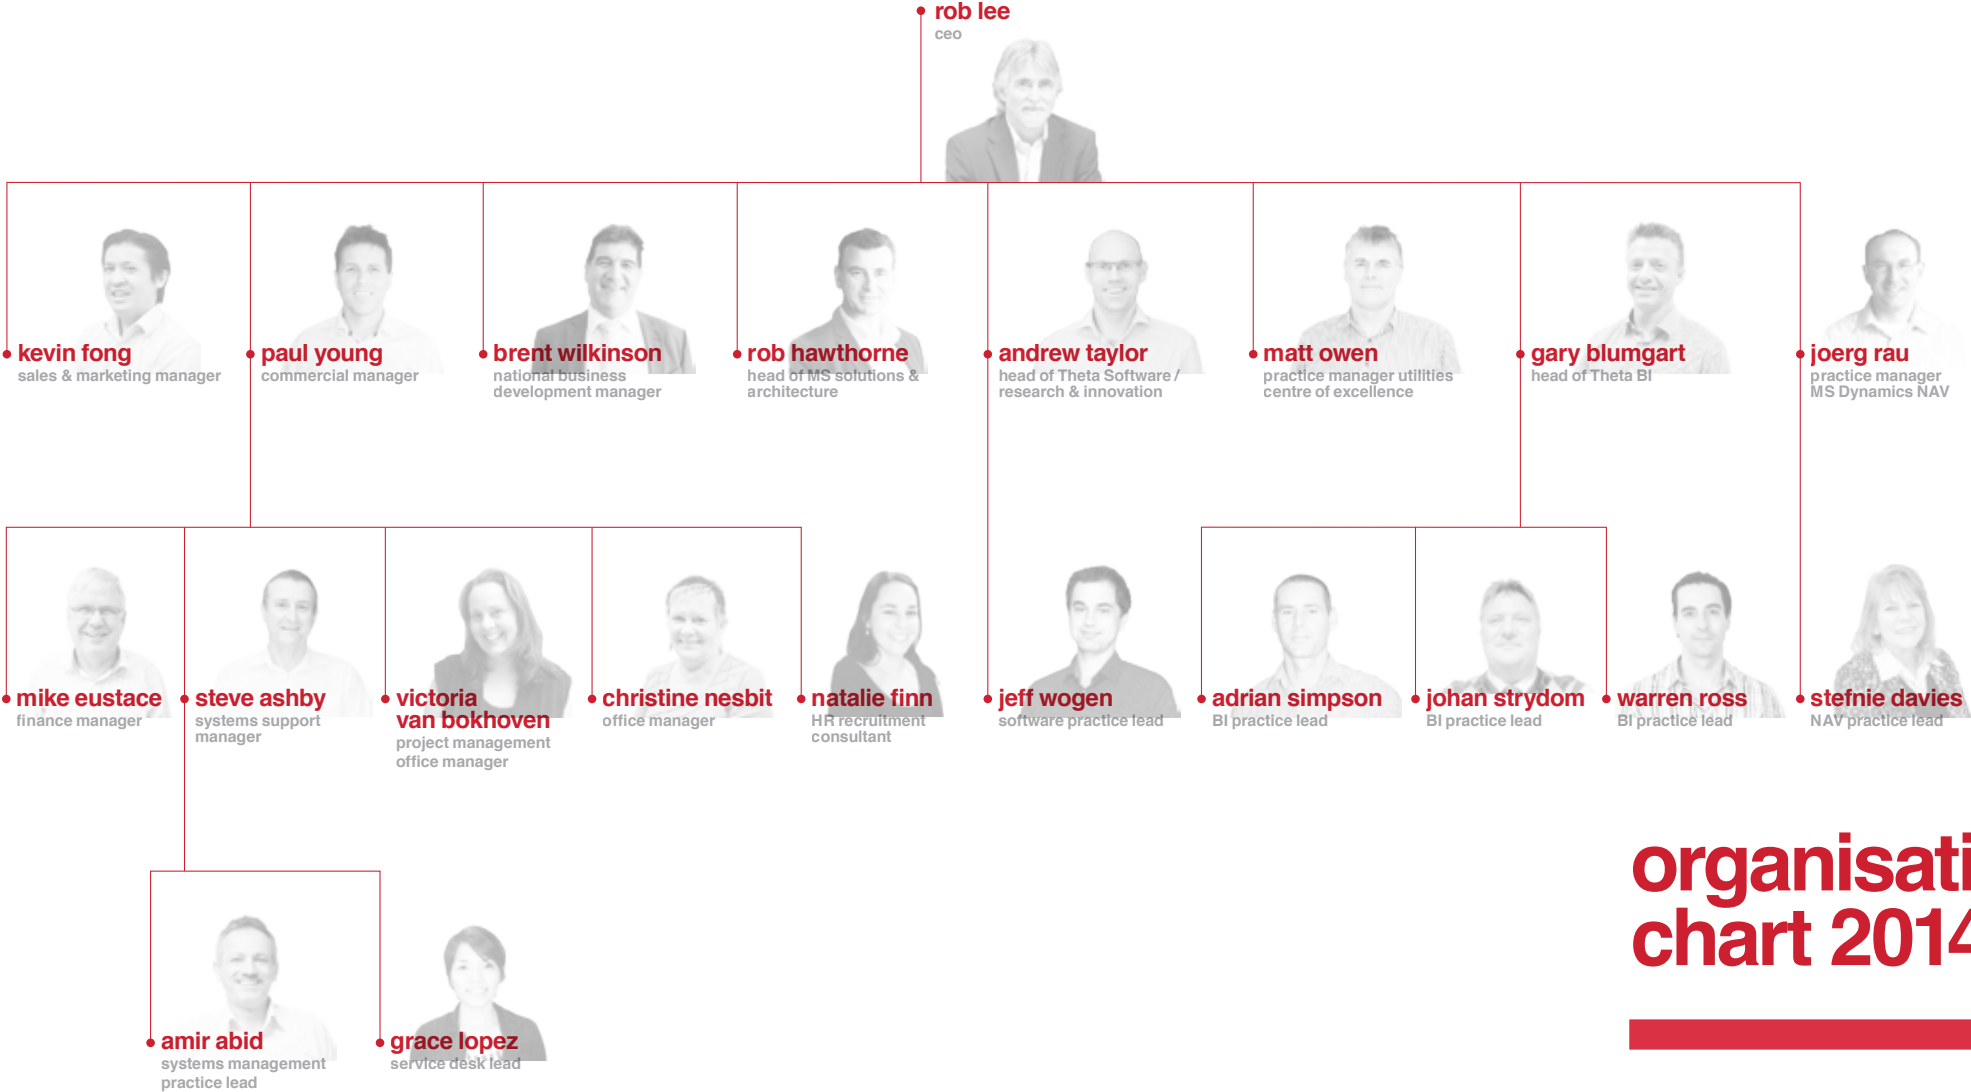 rob lee
ceo
kevin fong
sales & marketing manager
paul young
commercial manager
brent wilkinson
national business
development manager
rob hawthorne
head of MS solutions &
architecture
andrew taylor
head of Theta Software /
research & innovation
matt owen
practice manager utilities
centre of excellence
gary blumgart
head of Theta BI
joerg rau
practice manager
MS Dynamics NAV
mike eustace
finance manager
steve ashby
systems support
manager
victoria
van bokhoven
project management
office manager
christine nesbit
office manager
natalie finn
HR recruitment
consultant
jeff wogen
software practice lead
adrian simpson
BI practice lead
johan strydom
BI practice lead
warren ross
BI practice lead
stefnie davies
NAV practice lead
organisati
chart 2014
amir abid
systems management
practice lead
grace lopez
service desk lead